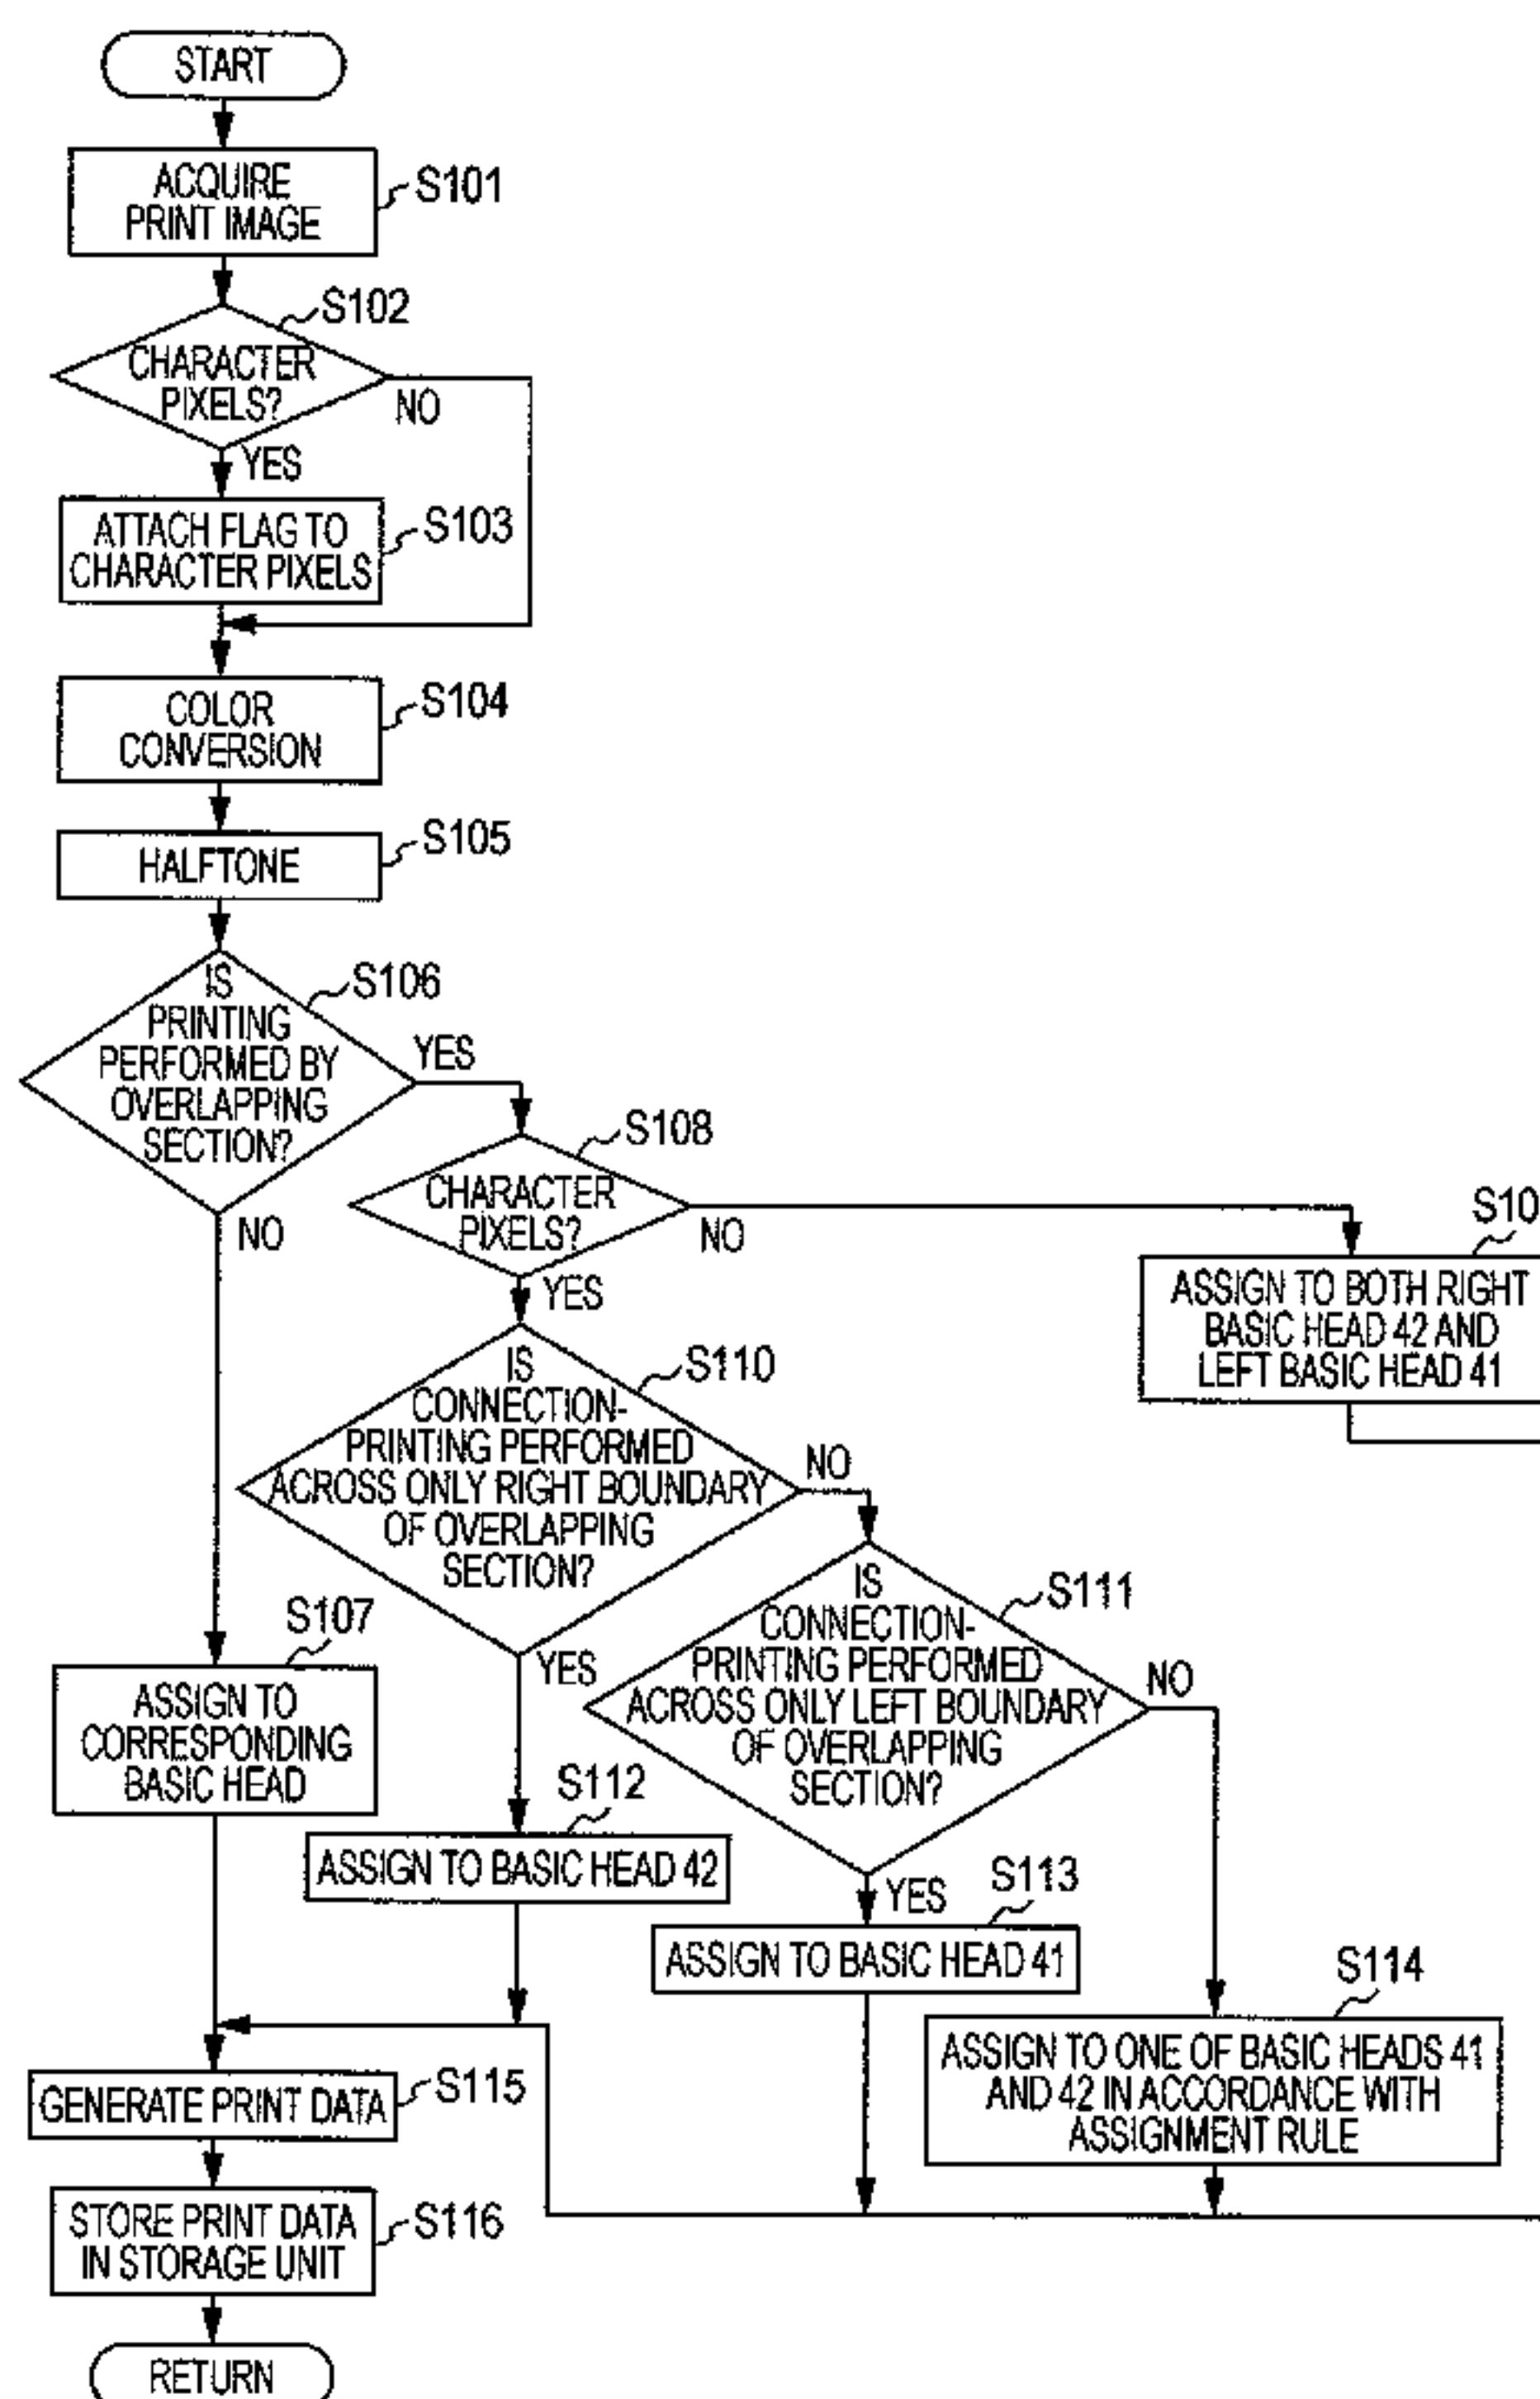 START
ACQUIRE
PRINT IMAGE
S101
S102
CHARACTER
PIXELS?
NO
YES
ATTACH FLAG TO
CHARACTER PIXELS
S103
COLOR
CONVERSION
S104
HALFTONE
S105
S106
IS
PRINTING
PERFORMED BY
OVERLAPPING
SECTION?
YES
NO
S108
CHARACTER
PIXELS?
NO
YES
S10
ASSIGN TO BOTH RIGHT
BASIC HEAD 42 AND
LEFT BASIC HEAD 41
S110
IS
CONNECTION-
PRINTING PERFORMED
ACROSS ONLY RIGHT BOUNDARY
OF OVERLAPPING
SECTION?
NO
YES
S111
IS
CONNECTION-
PRINTING PERFORMED
ACROSS ONLY LEFT BOUNDARY
OF OVERLAPPING
SECTION?
NO
YES
S107
ASSIGN TO
CORRESPONDING
BASIC HEAD
S112
ASSIGN TO BASIC HEAD 42
S113
ASSIGN TO BASIC HEAD 41
S114
ASSIGN TO ONE OF BASIC HEADS 41
AND 42 IN ACCORDANCE WITH
ASSIGNMENT RULE
GENERATE PRINT DATA
S115
STORE PRINT DATA
IN STORAGE UNIT
S116
RETURN